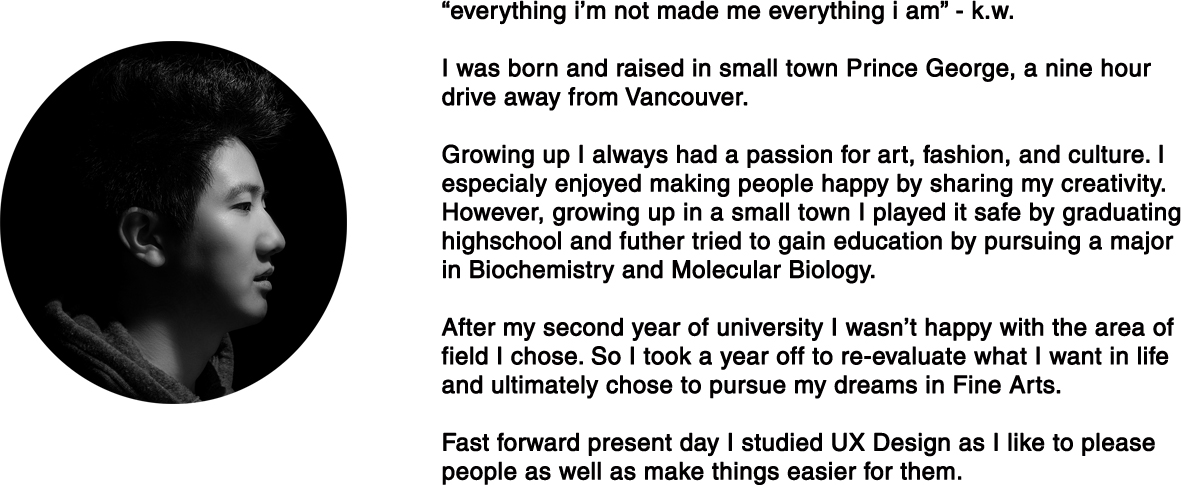 “everything i’m not made me everything i am” - k.w.
I was born and raised in small town Prince George, a nine hour
drive away from Vancouver.
Growing up I always had a passion for art, fashion, and culture. I
especialy enjoyed making people happy by sharing my creativity.
However, growing up in a small town I played it safe by graduating
highschool and futher tried to gain education by pursuing a major
in Biochemistry and Molecular Biology.
After my second year of university I wasn’t happy with the area of
field I chose. So I took a year off to re-evaluate what I want in life
and ultimately chose to pursue my dreams in Fine Arts.
Fast forward present day I studied UX Design as I like to please
people as well as make things easier for them.